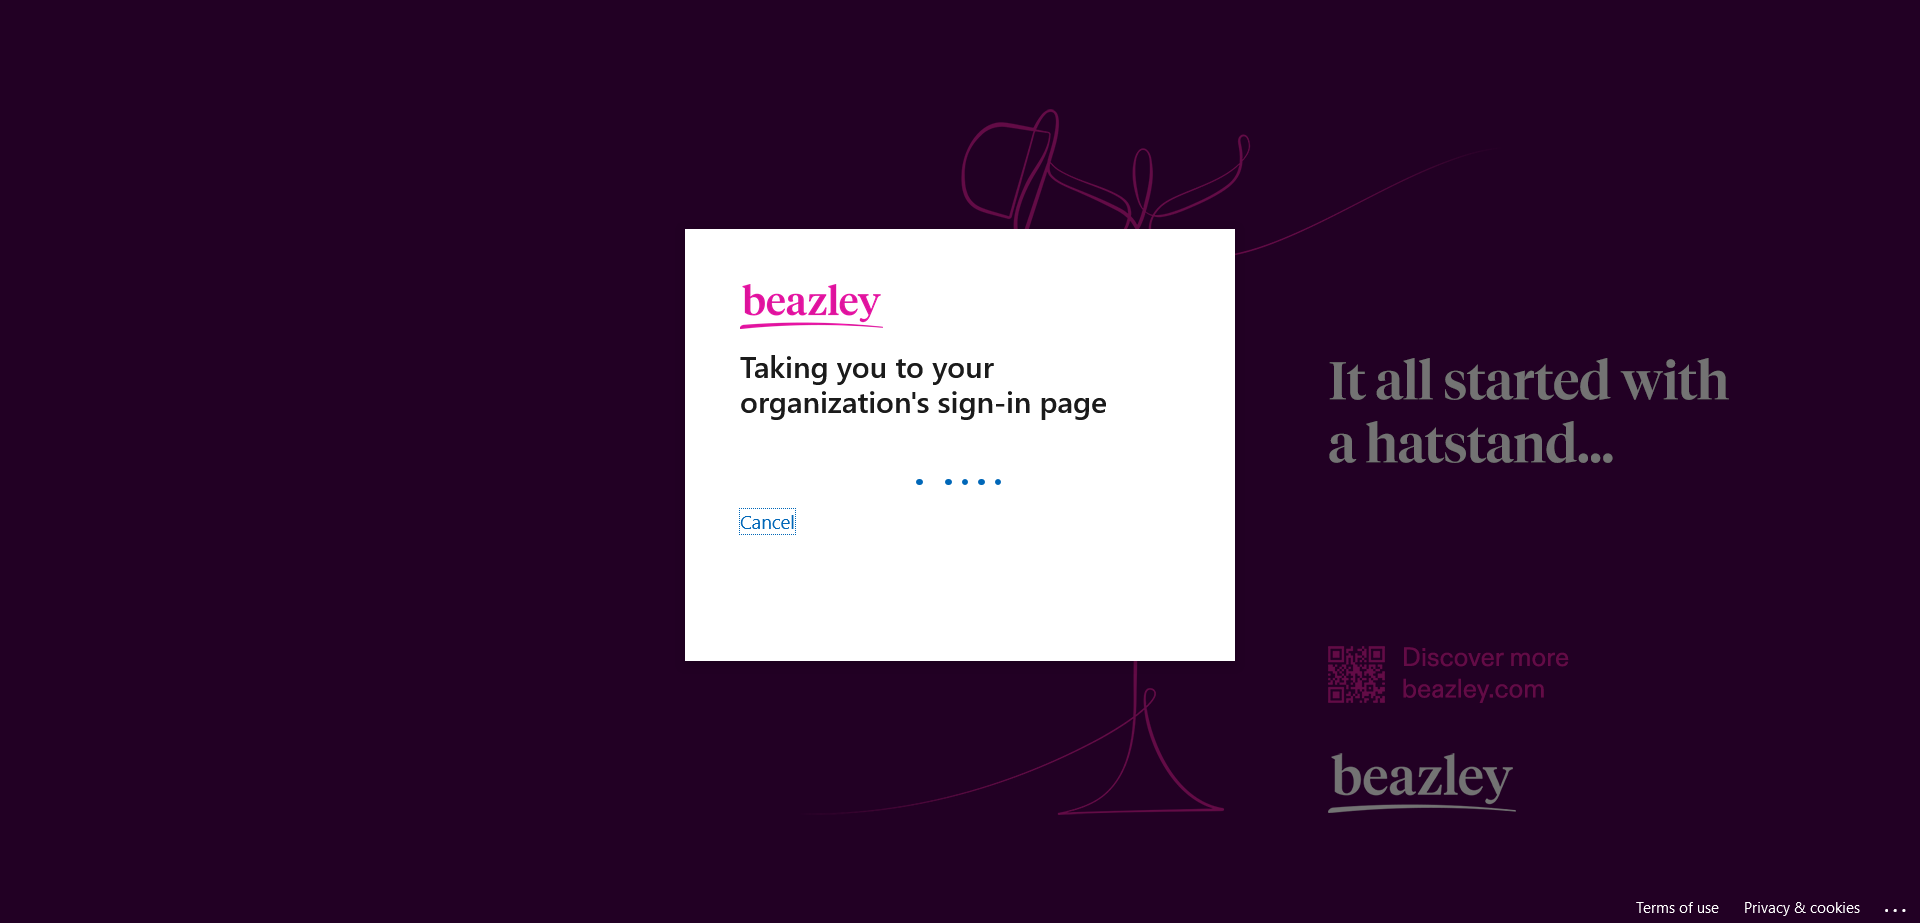 beazley
Taking you to your
organization's sign-in page
Cancel
It all started with
a hatstand...
Discover more
beazley.com
beazley
Terms of use
Privacy & cookies
...